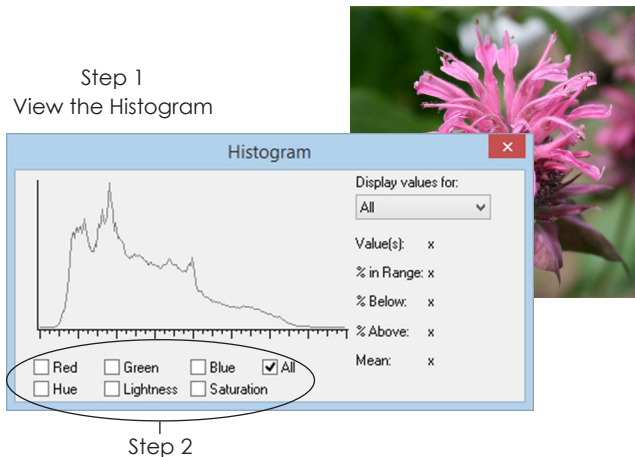 Step 1
View the Histogram
Histogram
Display values for:
All
Value(s): x
% in Range: x
% Below: x
% Above: x
Mean: x
Red Green Blue All
Hue Lightness Saturation
Step 2